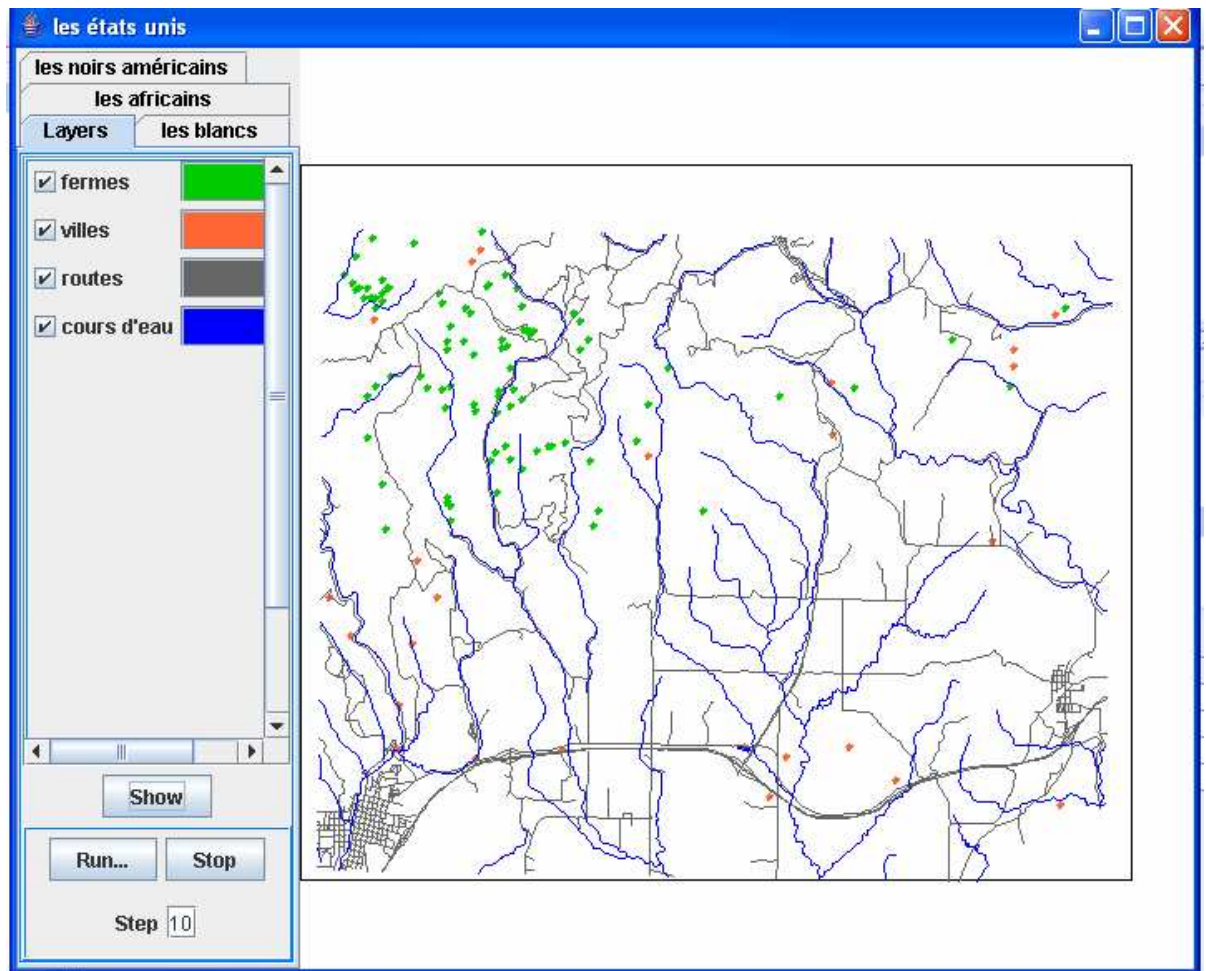 les états unis
les noirs américains
les africains
Layers les blancs
fermes
villes
routes
cours d'eau
Show
Run... Stop
Step 10